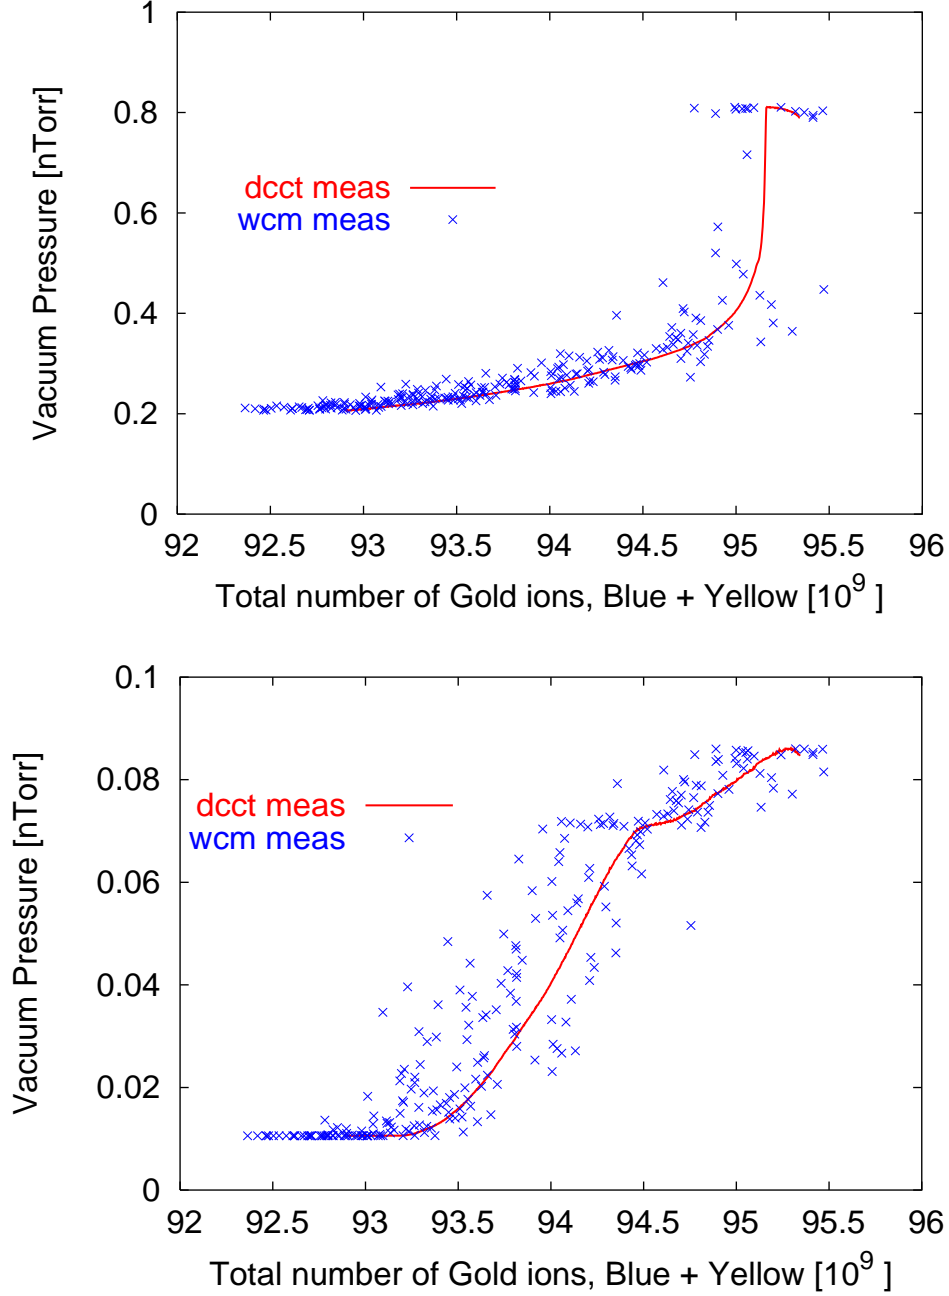 1
0.8
0.6
0.4
0.2
0
Vacuum Pressure [nTorr]
dcct meas
wcm meas
92 92.5 93 93.5 94 94.5 95 95.5 96
Total number of Gold ions, Blue + Yellow [10^9 ]
0.1
0.08
0.06
0.04
0.02
0
Vacuum Pressure [nTorr]
dcct meas
wcm meas
92 92.5 93 93.5 94 94.5 95 95.5 96
Total number of Gold ions, Blue + Yellow [10^9 ]